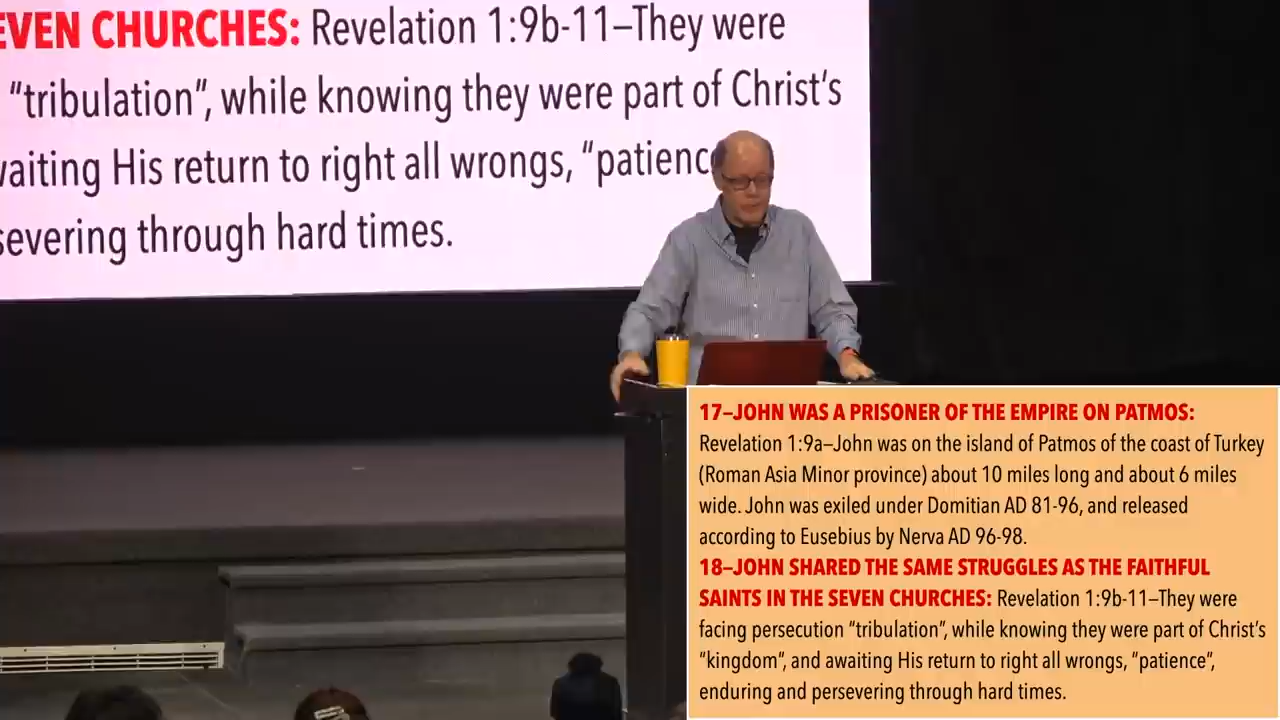 EVEN CHURCHES: Revelation 1:9b-11–They were
"tribulation", while knowing they were part of Christ's
waiting His return to right all wrongs, "patienc
severing through hard times.
17–JOHN WAS A PRISONER OF THE EMPIRE ON PATMOS:
Revelation 1:9a–John was on the island of Patmos of the coast of Turkey
(Roman Asia Minor province) about 10 miles long and about 6 miles
wide. John was exiled under Domitian AD 81-96, and released
according to Eusebius by Nerva AD 96-98.
18–JOHN SHARED THE SAME STRUGGLES AS THE FAITHFUL
SAINTS IN THE SEVEN CHURCHES: Revelation 1:9b-11–They were
facing persecution "tribulation", while knowing they were part of Christ's
"kingdom", and awaiting His return to right all wrongs, "patience",
enduring and persevering through hard times.